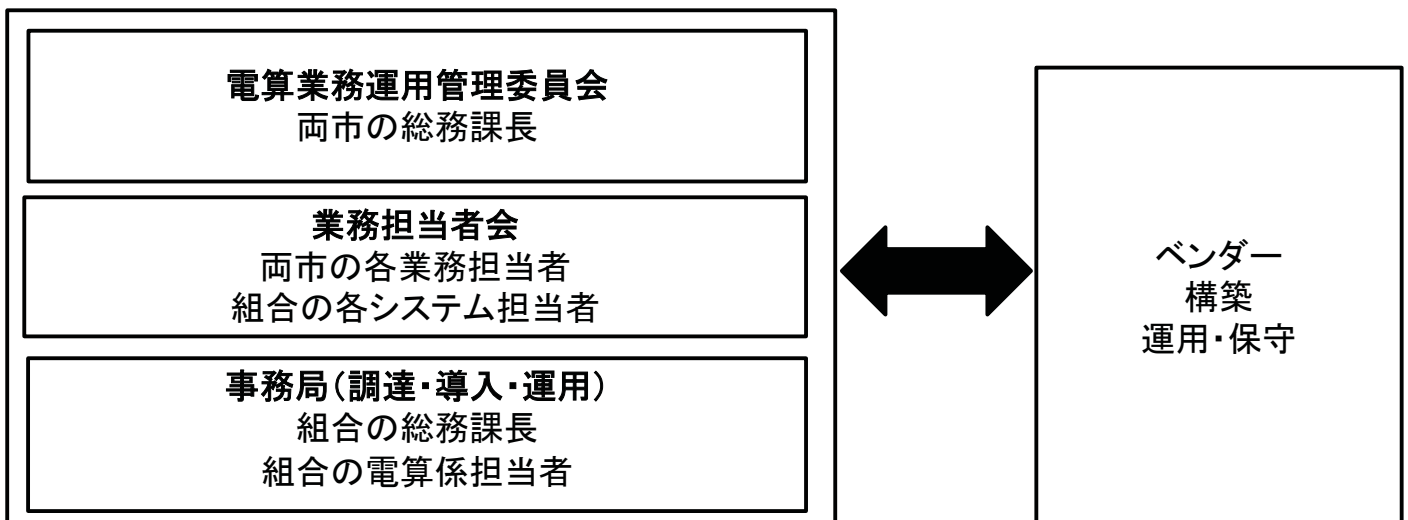 電算業務運用管理委員会
両市の総務課長
業務担当者会
両市の各業務担当者
組合の各システム担当者
事務局(調達・導入・運用)
組合の総務課長
組合の電算係担当者
ベンダー
構築
運用・保守